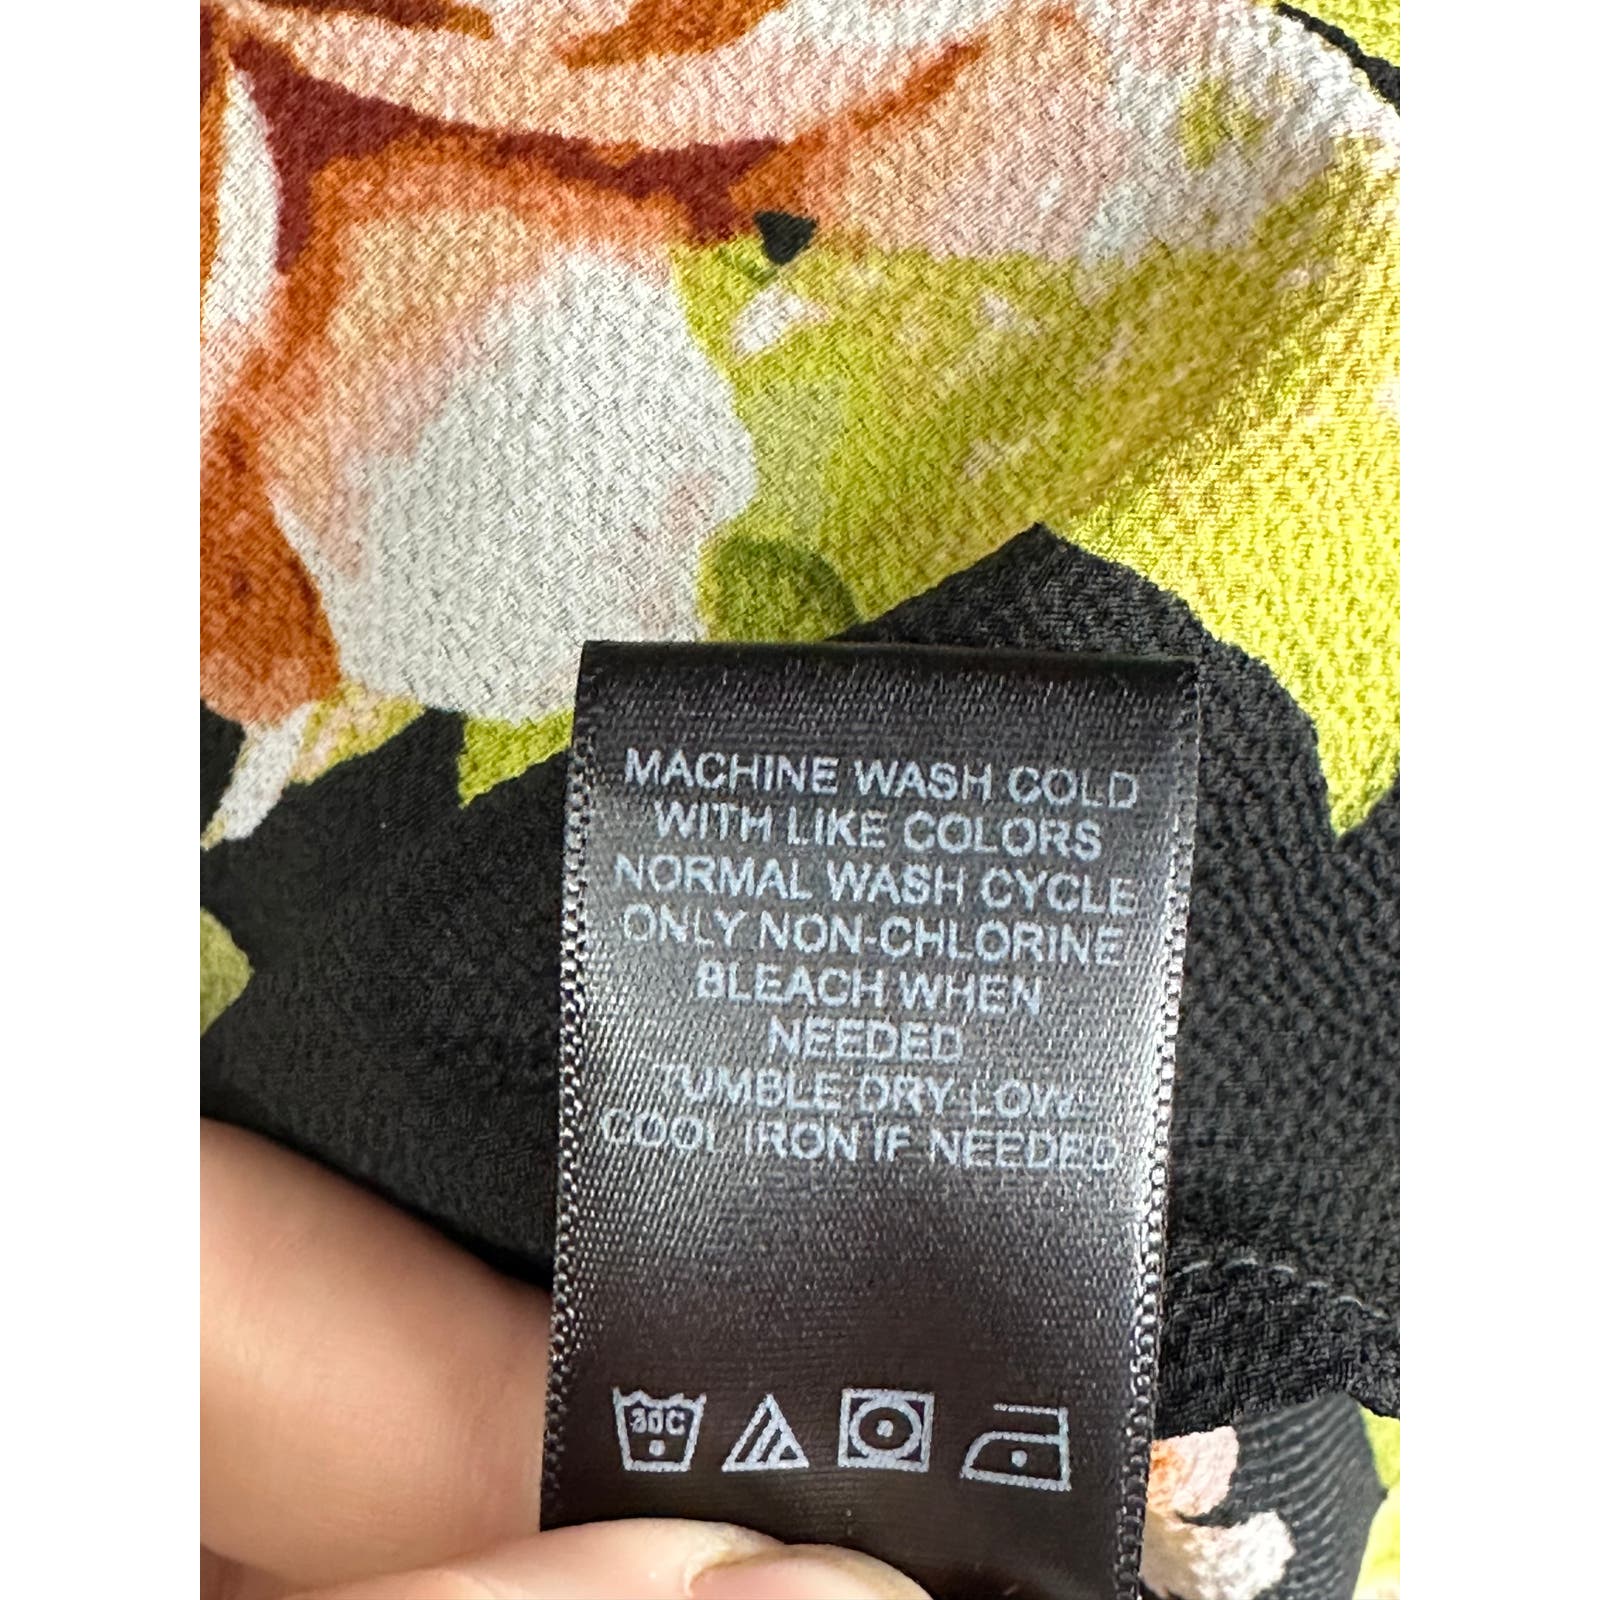 MACHINE WASH COLD
WITH LIKE COLORS
NORMAL WASH CYCLE
ONLY NON-CHLORINE
BLEACH WHEN
NEEDED
TUMBLE DRY LOW
COOL IRON IF NEEDED
30C